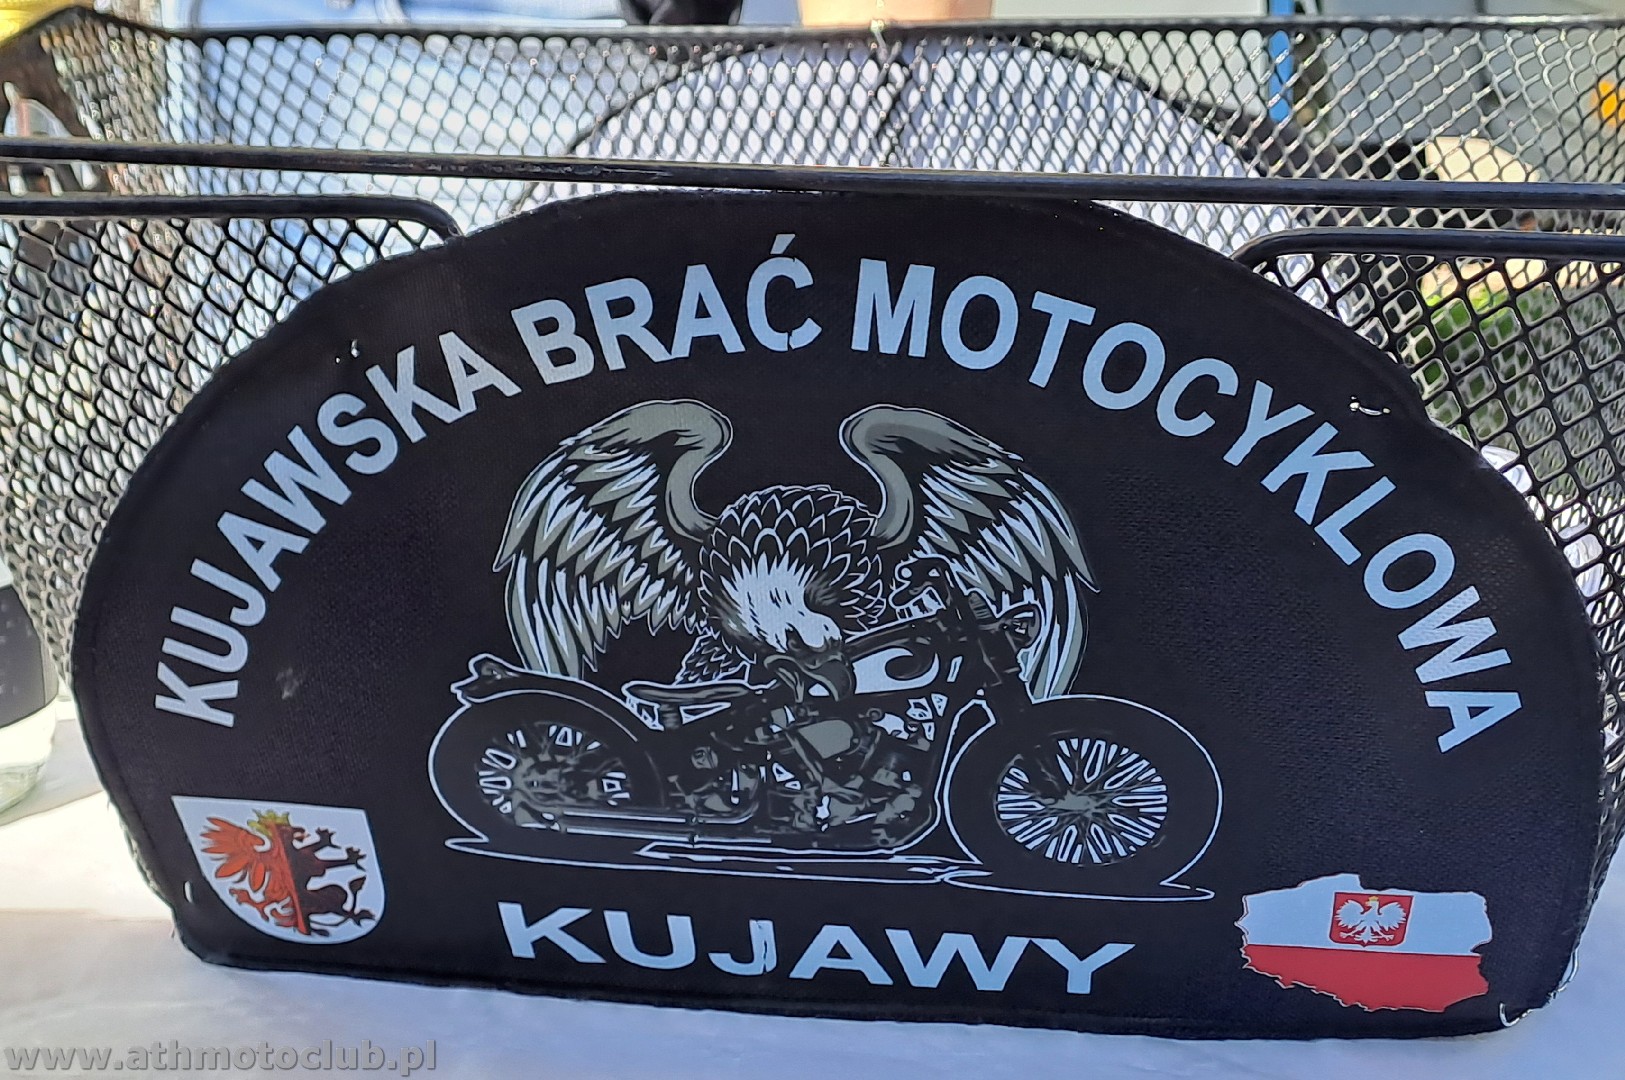 KUJAWSKA BRAĆ MOTOCYKLOWA
KUJAWY
www.athmotoclub.pl